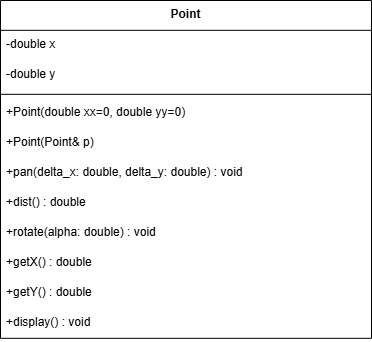 Point
-double x
-double y
+Point(double xx=0, double yy=0)
+Point(Point& p)
+pan(delta_x: double, delta_y: double) : void
+dist() : double
+rotate(alpha: double) : void
+getX() : double
+getY() : double
+display() : void